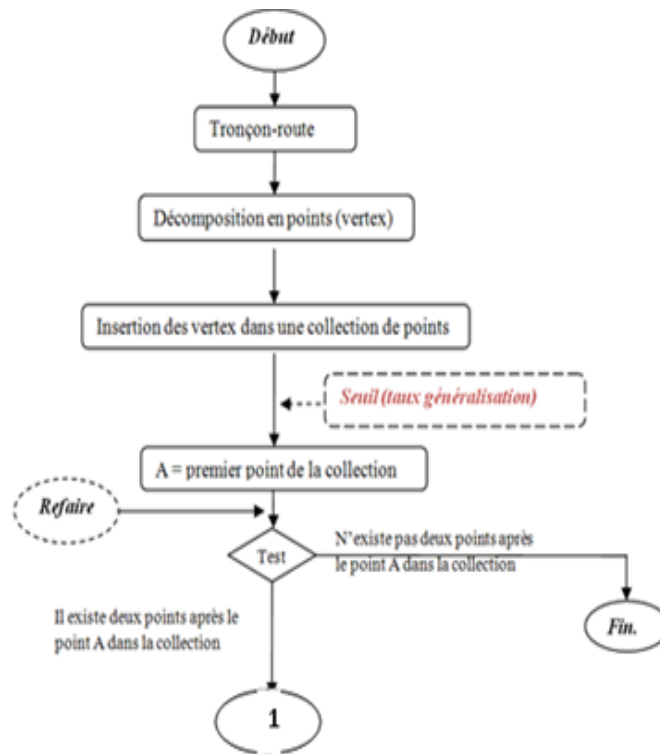 Début
Tronçon-route
Décomposition en points (vertex)
Insertion des vertex dans une collection de points
Seuil (taux généralisation)
A = premier point de la collection
Refaire
Test
N'existe pas deux points après
le point A dans la collection
Il existe deux points après le
point A dans la collection
Fin.
1